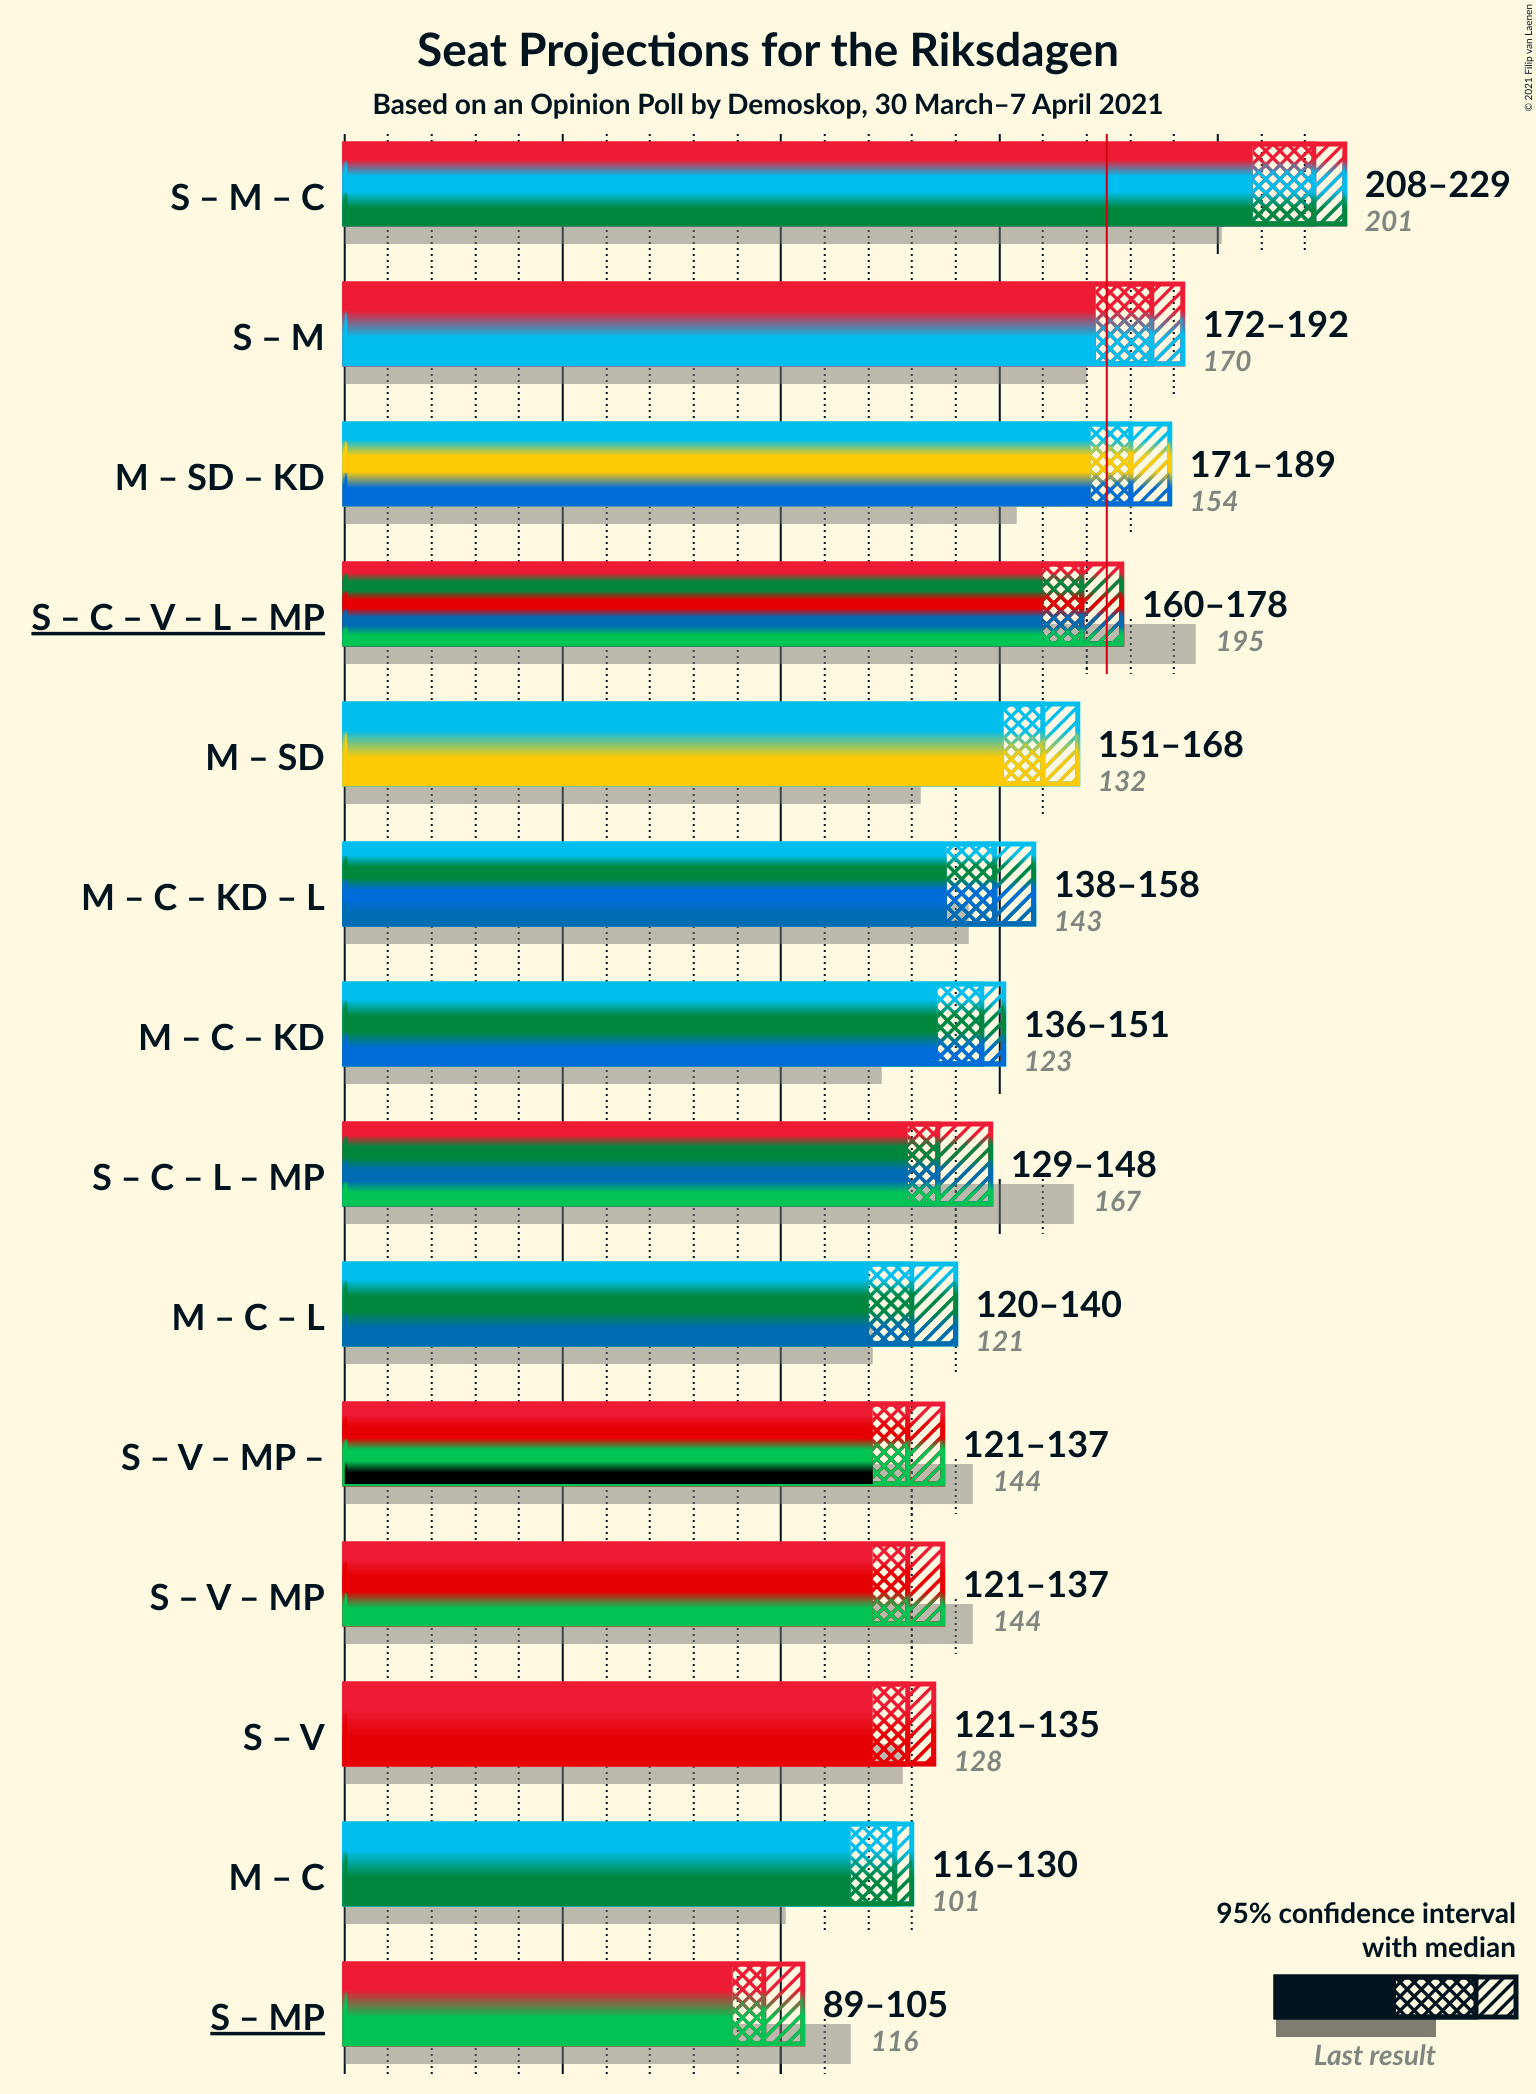 Seat Projections for the Riksdagen
Based on an Opinion Poll by Demoskop, 30 March–7 April 2021
© 2021 Filip van Laenen
S – M – C
208–229
201
S – M
172–192
170
M – SD – KD
171–189
154
S – C – V – L – MP
160–178
195
M – SD
151–168
132
M – C – KD – L
138–158
143
M – C – KD
136–151
123
S – C – L – MP
129–148
167
M – C – L
120–140
121
S – V – MP –
121–137
144
S – V – MP
121–137
144
S – V
121–135
128
M – C
116–130
101
S – MP
89–105
116
95% confidence interval
with median
Last result